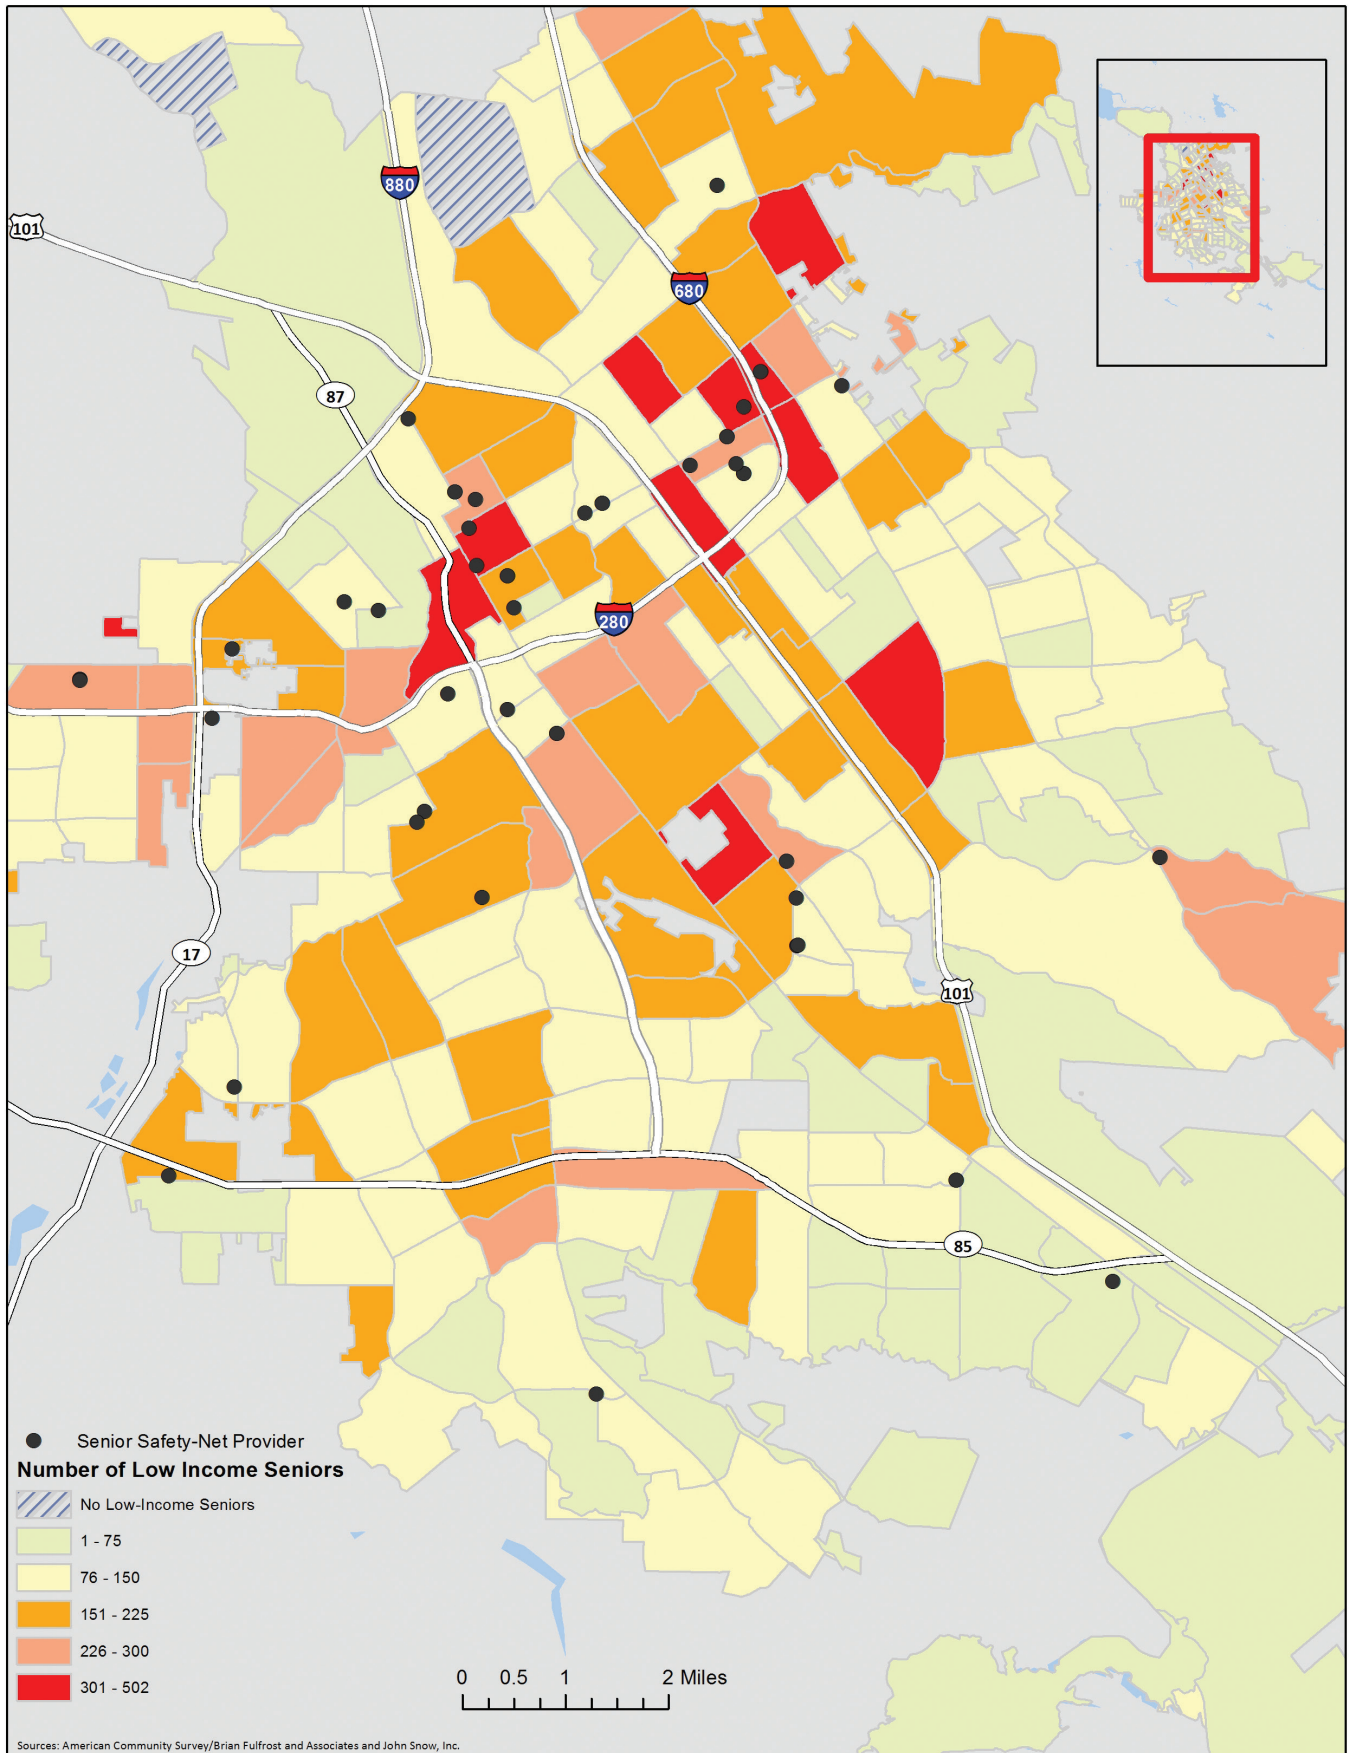 880
101
680
87
280
17
101
85
Senior Safety-Net Provider
Number of Low Income Seniors
No Low-Income Seniors
1 - 75
76 - 150
151 - 225
226 - 300
301 - 502
0 0.5 1 2 Miles
Sources: American Community Survey/Brian Fulfrost and Associates and John Snow, Inc.